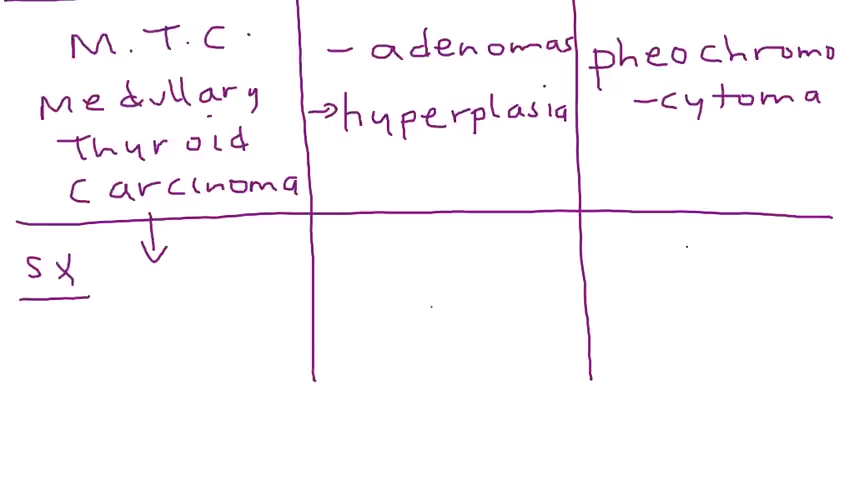 M.T.C.
Medullary
Thyroid
Carcinoma
- adenomas
→ hyperplasia
pheochromo
-cytoma
sx